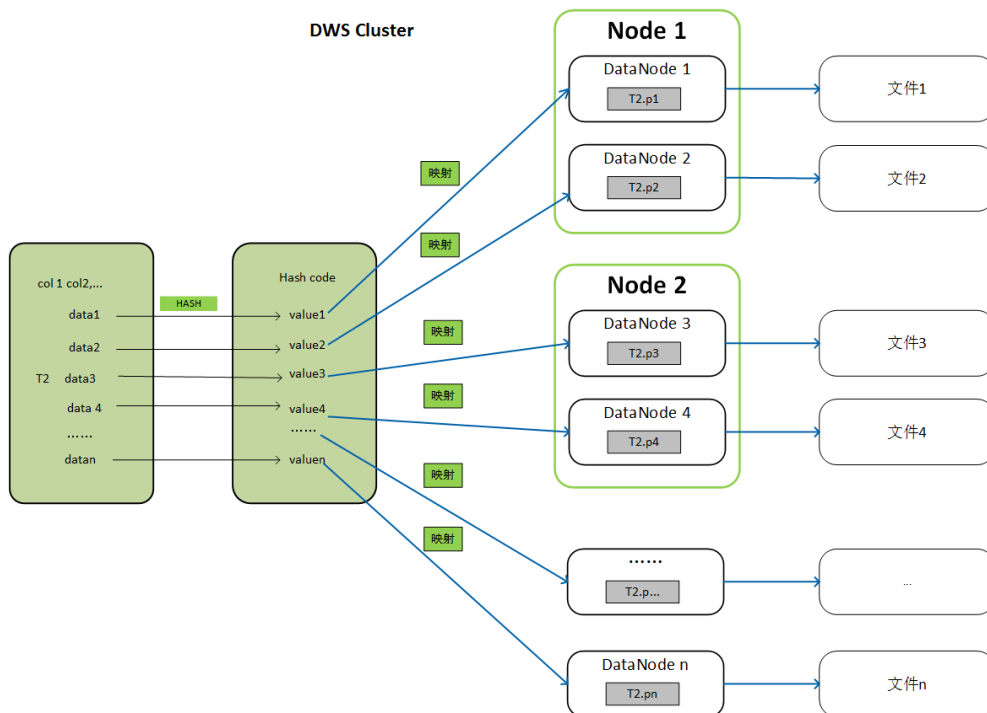 DWS Cluster
Node 1
DataNode 1
T2.p1
文件1
DataNode 2
T2.p2
文件2
映射
映射
col 1 col2,...
data1
data2
T2 data3
data 4
……
datan
HASH
Hash code
value1
value2
value3
value4
……
valuen
Node 2
映射
DataNode 3
T2.p3
文件3
映射
DataNode 4
T2.p4
文件4
映射
映射
……
T2.p...
...
DataNode n
T2.pn
文件n